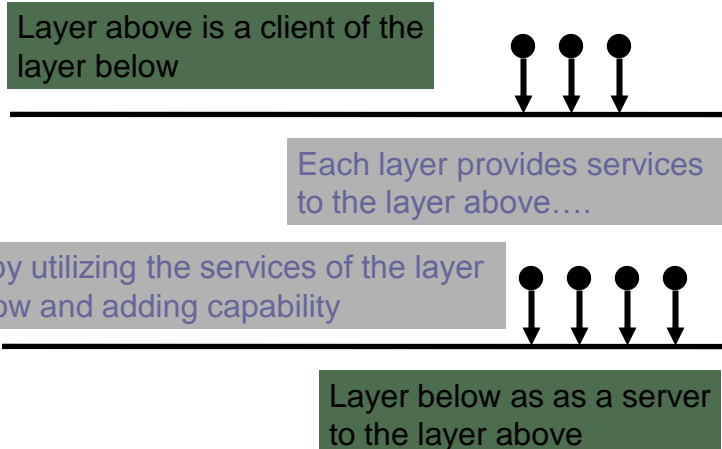 Layer above is a client of the
layer below
Each layer provides services
to the layer above….
by utilizing the services of the layer
ow and adding capability
Layer below as as a server
to the layer above